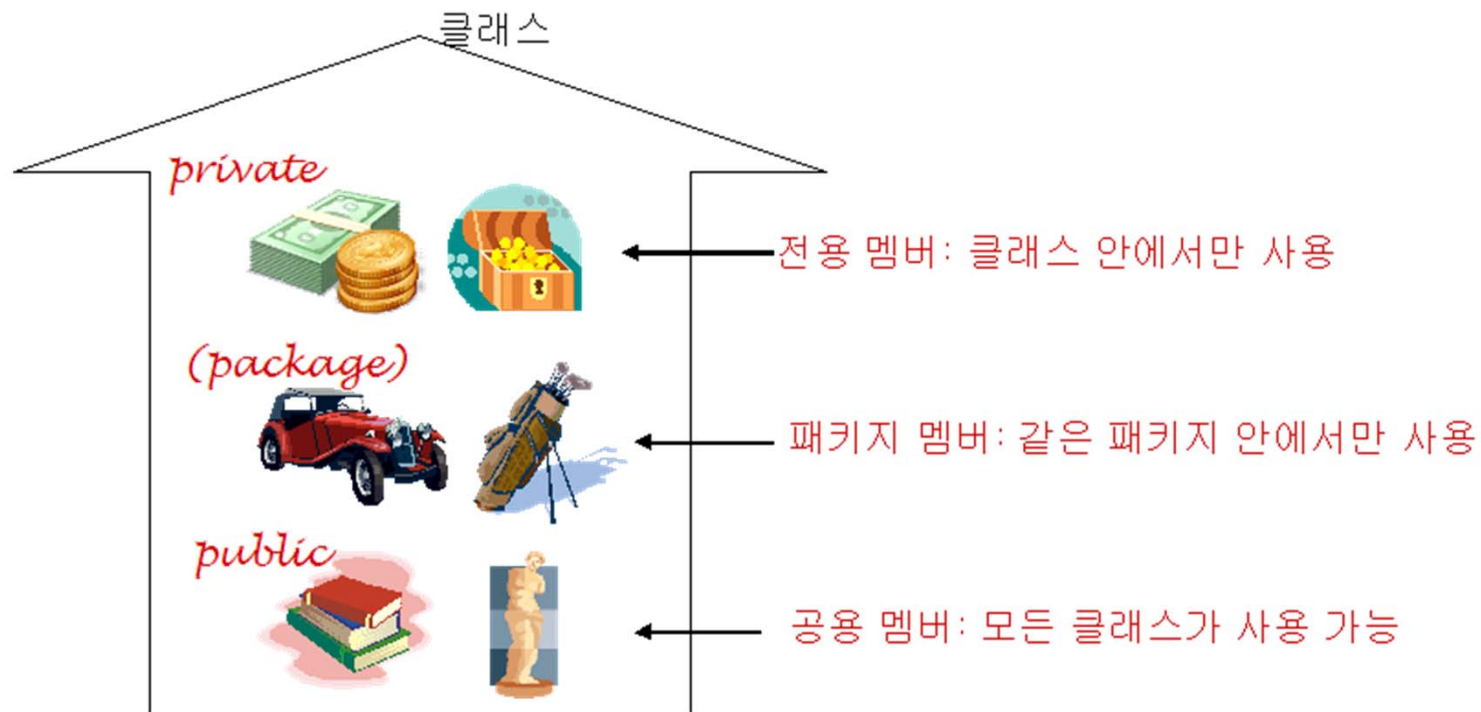 클래스
private
전용 멤버: 클래스 안에서만 사용
(package)
패키지 멤버: 같은 패키지 안에서만 사용
public
공용 멤버: 모든 클래스가 사용 가능